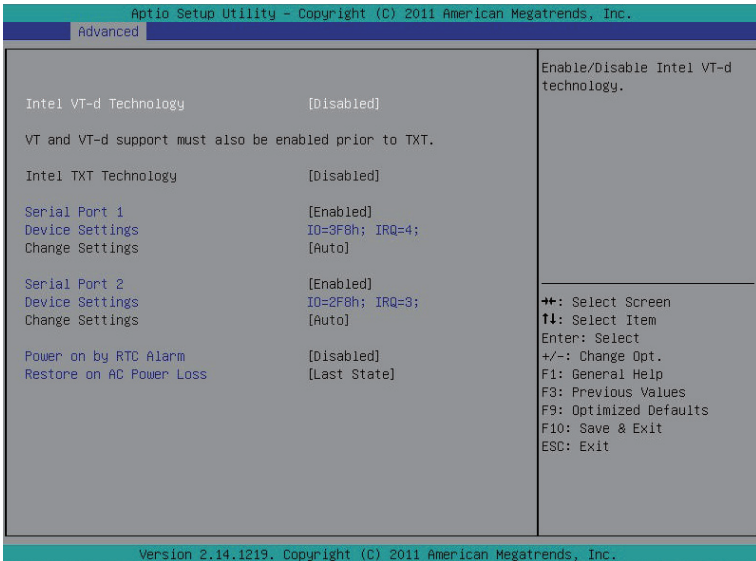 Aptio Setup Utility – Copyright (C) 2011 American Megatrends, Inc.
Advanced
Intel VT-d Technology [Disabled]
VT and VT-d support must also be enabled prior to TXT.
Intel TXT Technology [Disabled]
Serial Port 1 [Enabled]
Device Settings IO=3F8h; IRQ=4;
Change Settings [Auto]
Serial Port 2 [Enabled]
Device Settings IO=2F8h; IRQ=3;
Change Settings [Auto]
Power on by RTC Alarm [Disabled]
Restore on AC Power Loss [Last State]
Enable/Disable Intel VT-d
technology.
→←: Select Screen
↑↓: Select Item
Enter: Select
+/-: Change Opt.
F1: General Help
F3: Previous Values
F9: Optimized Defaults
F10: Save & Exit
ESC: Exit
Version 2.14.1219. Copyright (C) 2011 American Megatrends, Inc.